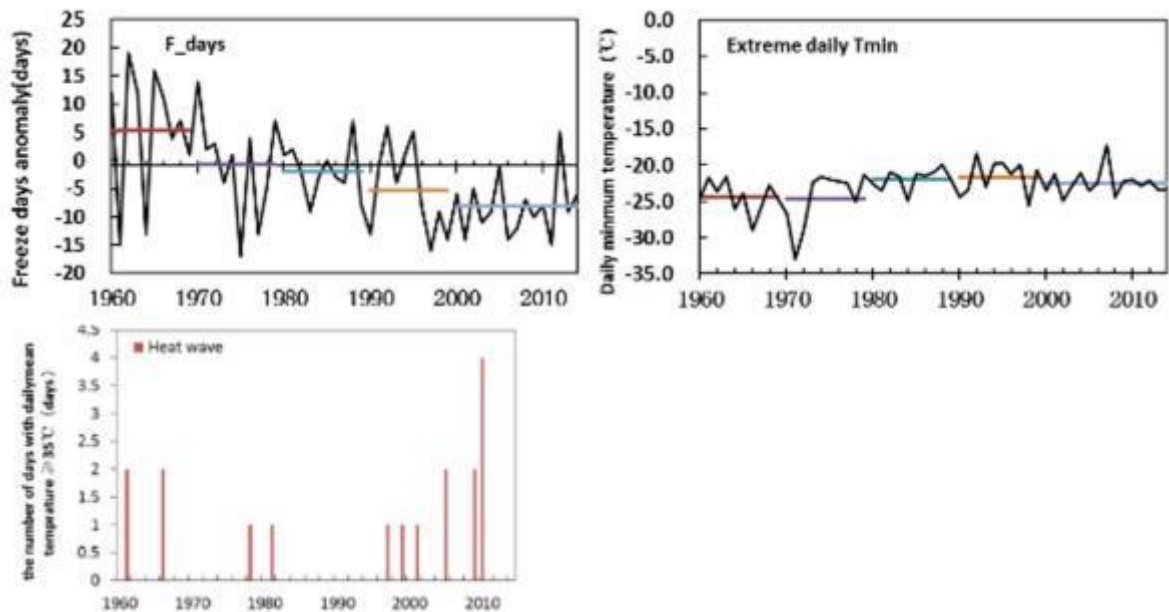 F_days
Freeze days anomaly(days)
25
20
15
10
5
0
-5
-10
-15
-20
1960 1970 1980 1990 2000 2010
Extreme daily Tmin
Daily minmum temperature (℃)
0.0
-5.0
-10.0
-15.0
-20.0
-25.0
-30.0
-35.0
1960 1970 1980 1990 2000 2010
Heat wave
the number of days with dailymean
temprature ≥35℃ (days)
4.5
4
3.5
3
2.5
2
1.5
1
0.5
0
1960 1970 1980 1990 2000 2010